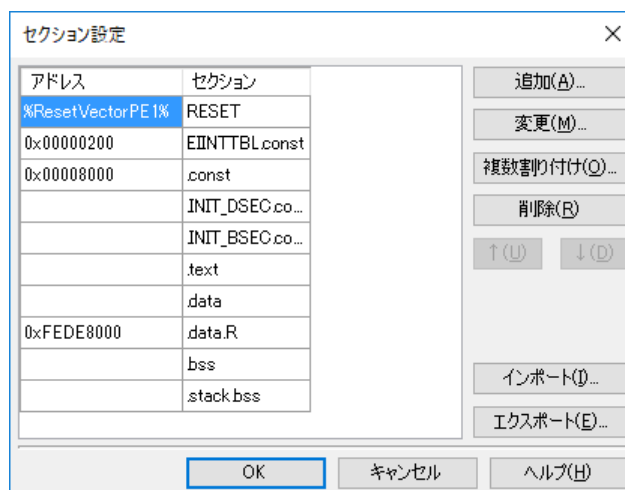 セクション設定
アドレス セクション
%ResetVectorPE1% RESET
0x00000200 EIINTTBL.const
0x00008000 .const
.INIT_DSEC.co...
.INIT_BSEC.co...
.text
.data
0xFEDE8000 .data.R
.bss
.stack.bss
追加(A)...
変更(M)...
複数割り付け(O)...
削除(R)
↑(U) ↓(D)
インポート(I)...
エクスポート(E)...
OK キャンセル ヘルプ(H)